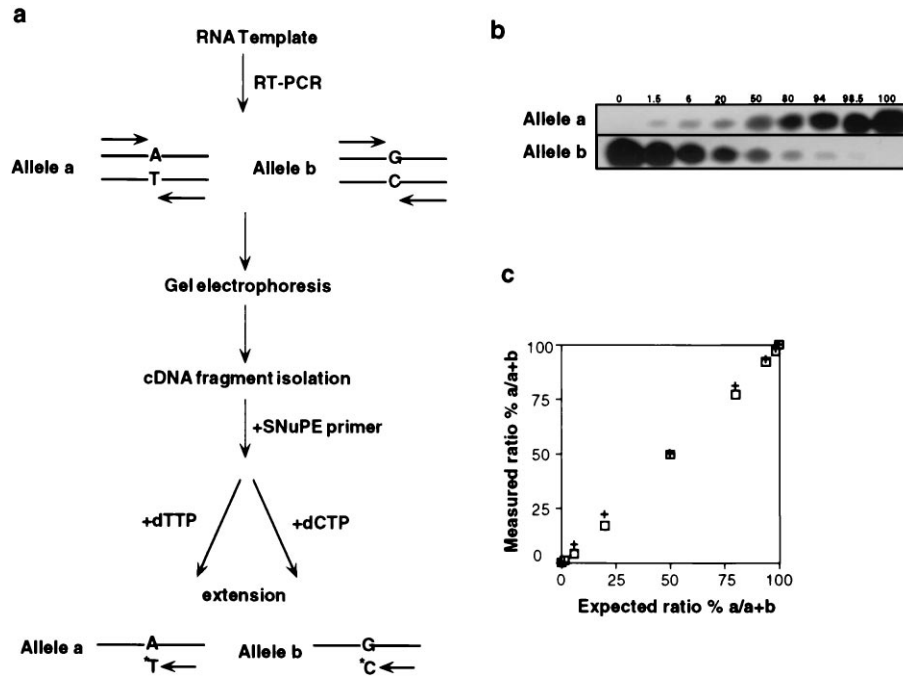 a
RNA Template
RT-PCR
Allele a
A
T
Allele b
G
C
Gel electrophoresis
cDNA fragment isolation
+SNuPE primer
+dTTP
+dCTP
extension
Allele a
A
*T
Allele b
G
*C
b
0 1.5 6 20 50 80 94 98.5 100
Allele a
Allele b
c
Measured ratio % a/a+b
100
75
50
25
0
0 25 50 75 100
Expected ratio % a/a+b